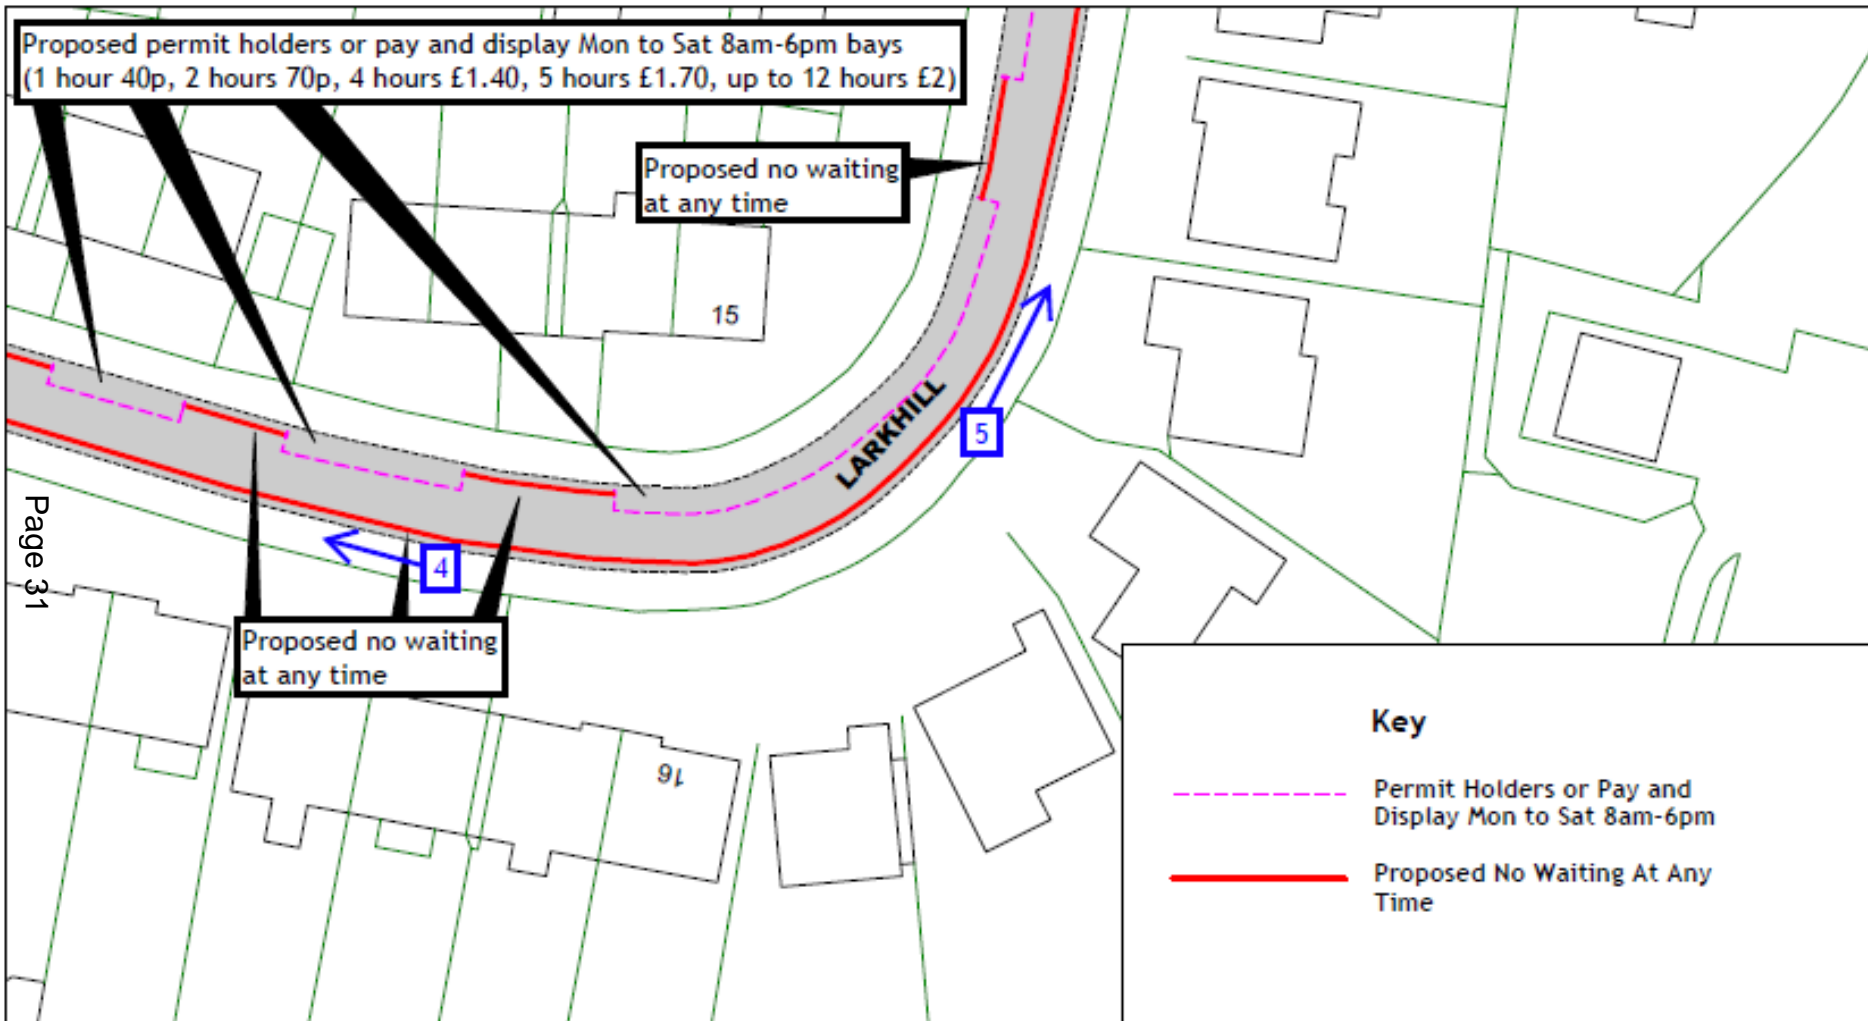 Proposed permit holders or pay and display Mon to Sat 8am-6pm bays
(1 hour 40p, 2 hours 70p, 4 hours £1.40, 5 hours £1.70, up to 12 hours £2)
Proposed no waiting
at any time
15
LARKHILL
5
4
Page 31
Proposed no waiting
at any time
16
Key
Permit Holders or Pay and
Display Mon to Sat 8am-6pm
Proposed No Waiting At Any
Time